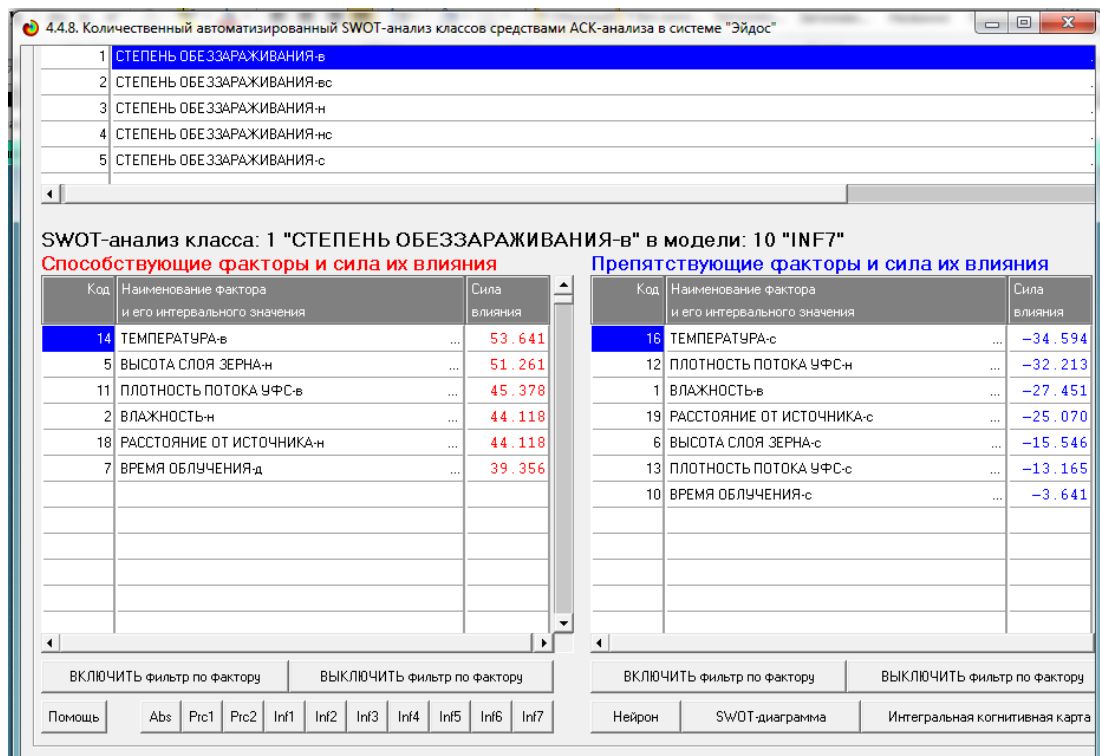 4.4.8. Количественный автоматизированный SWOT-анализ классов средствами АСК-анализа в системе "Эйдос"
1 СТЕПЕНЬ ОБЕЗЗАРАЖИВАНИЯ-в
2 СТЕПЕНЬ ОБЕЗЗАРАЖИВАНИЯ-вс
3 СТЕПЕНЬ ОБЕЗЗАРАЖИВАНИЯ-н
4 СТЕПЕНЬ ОБЕЗЗАРАЖИВАНИЯ-нс
5 СТЕПЕНЬ ОБЕЗЗАРАЖИВАНИЯ-с
SWOT-анализ класса: 1 "СТЕПЕНЬ ОБЕЗЗАРАЖИВАНИЯ-в" в модели: 10 "INF7"
Способствующие факторы и сила их влияния
Код Наименование фактора Сила
и его интервального значения влияния
14 ТЕМПЕРАТУРА-в ... 53.641
5 ВЫСОТА СЛОЯ ЗЕРНА-н ... 51.261
11 ПЛОТНОСТЬ ПОТОКА УФС-в ... 45.378
2 ВЛАЖНОСТЬ-н ... 44.118
18 РАССТОЯНИЕ ОТ ИСТОЧНИКА-н ... 44.118
7 ВРЕМЯ ОБЛУЧЕНИЯ-д ... 39.356
ВКЛЮЧИТЬ фильтр по фактору ВЫКЛЮЧИТЬ фильтр по фактору
Препятствующие факторы и сила их влияния
Код Наименование фактора Сила
и его интервального значения влияния
16 ТЕМПЕРАТУРА-с ... -34.594
12 ПЛОТНОСТЬ ПОТОКА УФС-н ... -32.213
1 ВЛАЖНОСТЬ-в ... -27.451
19 РАССТОЯНИЕ ОТ ИСТОЧНИКА-с ... -25.070
6 ВЫСОТА СЛОЯ ЗЕРНА-с ... -15.546
13 ПЛОТНОСТЬ ПОТОКА УФС-с ... -13.165
10 ВРЕМЯ ОБЛУЧЕНИЯ-с ... -3.641
ВКЛЮЧИТЬ фильтр по фактору ВЫКЛЮЧИТЬ фильтр по фактору
Помощь Abs Prc1 Prc2 Inf1 Inf2 Inf3 Inf4 Inf5 Inf6 Inf7 Нейрон SWOT-диаграмма Интегральная когнитивная карта